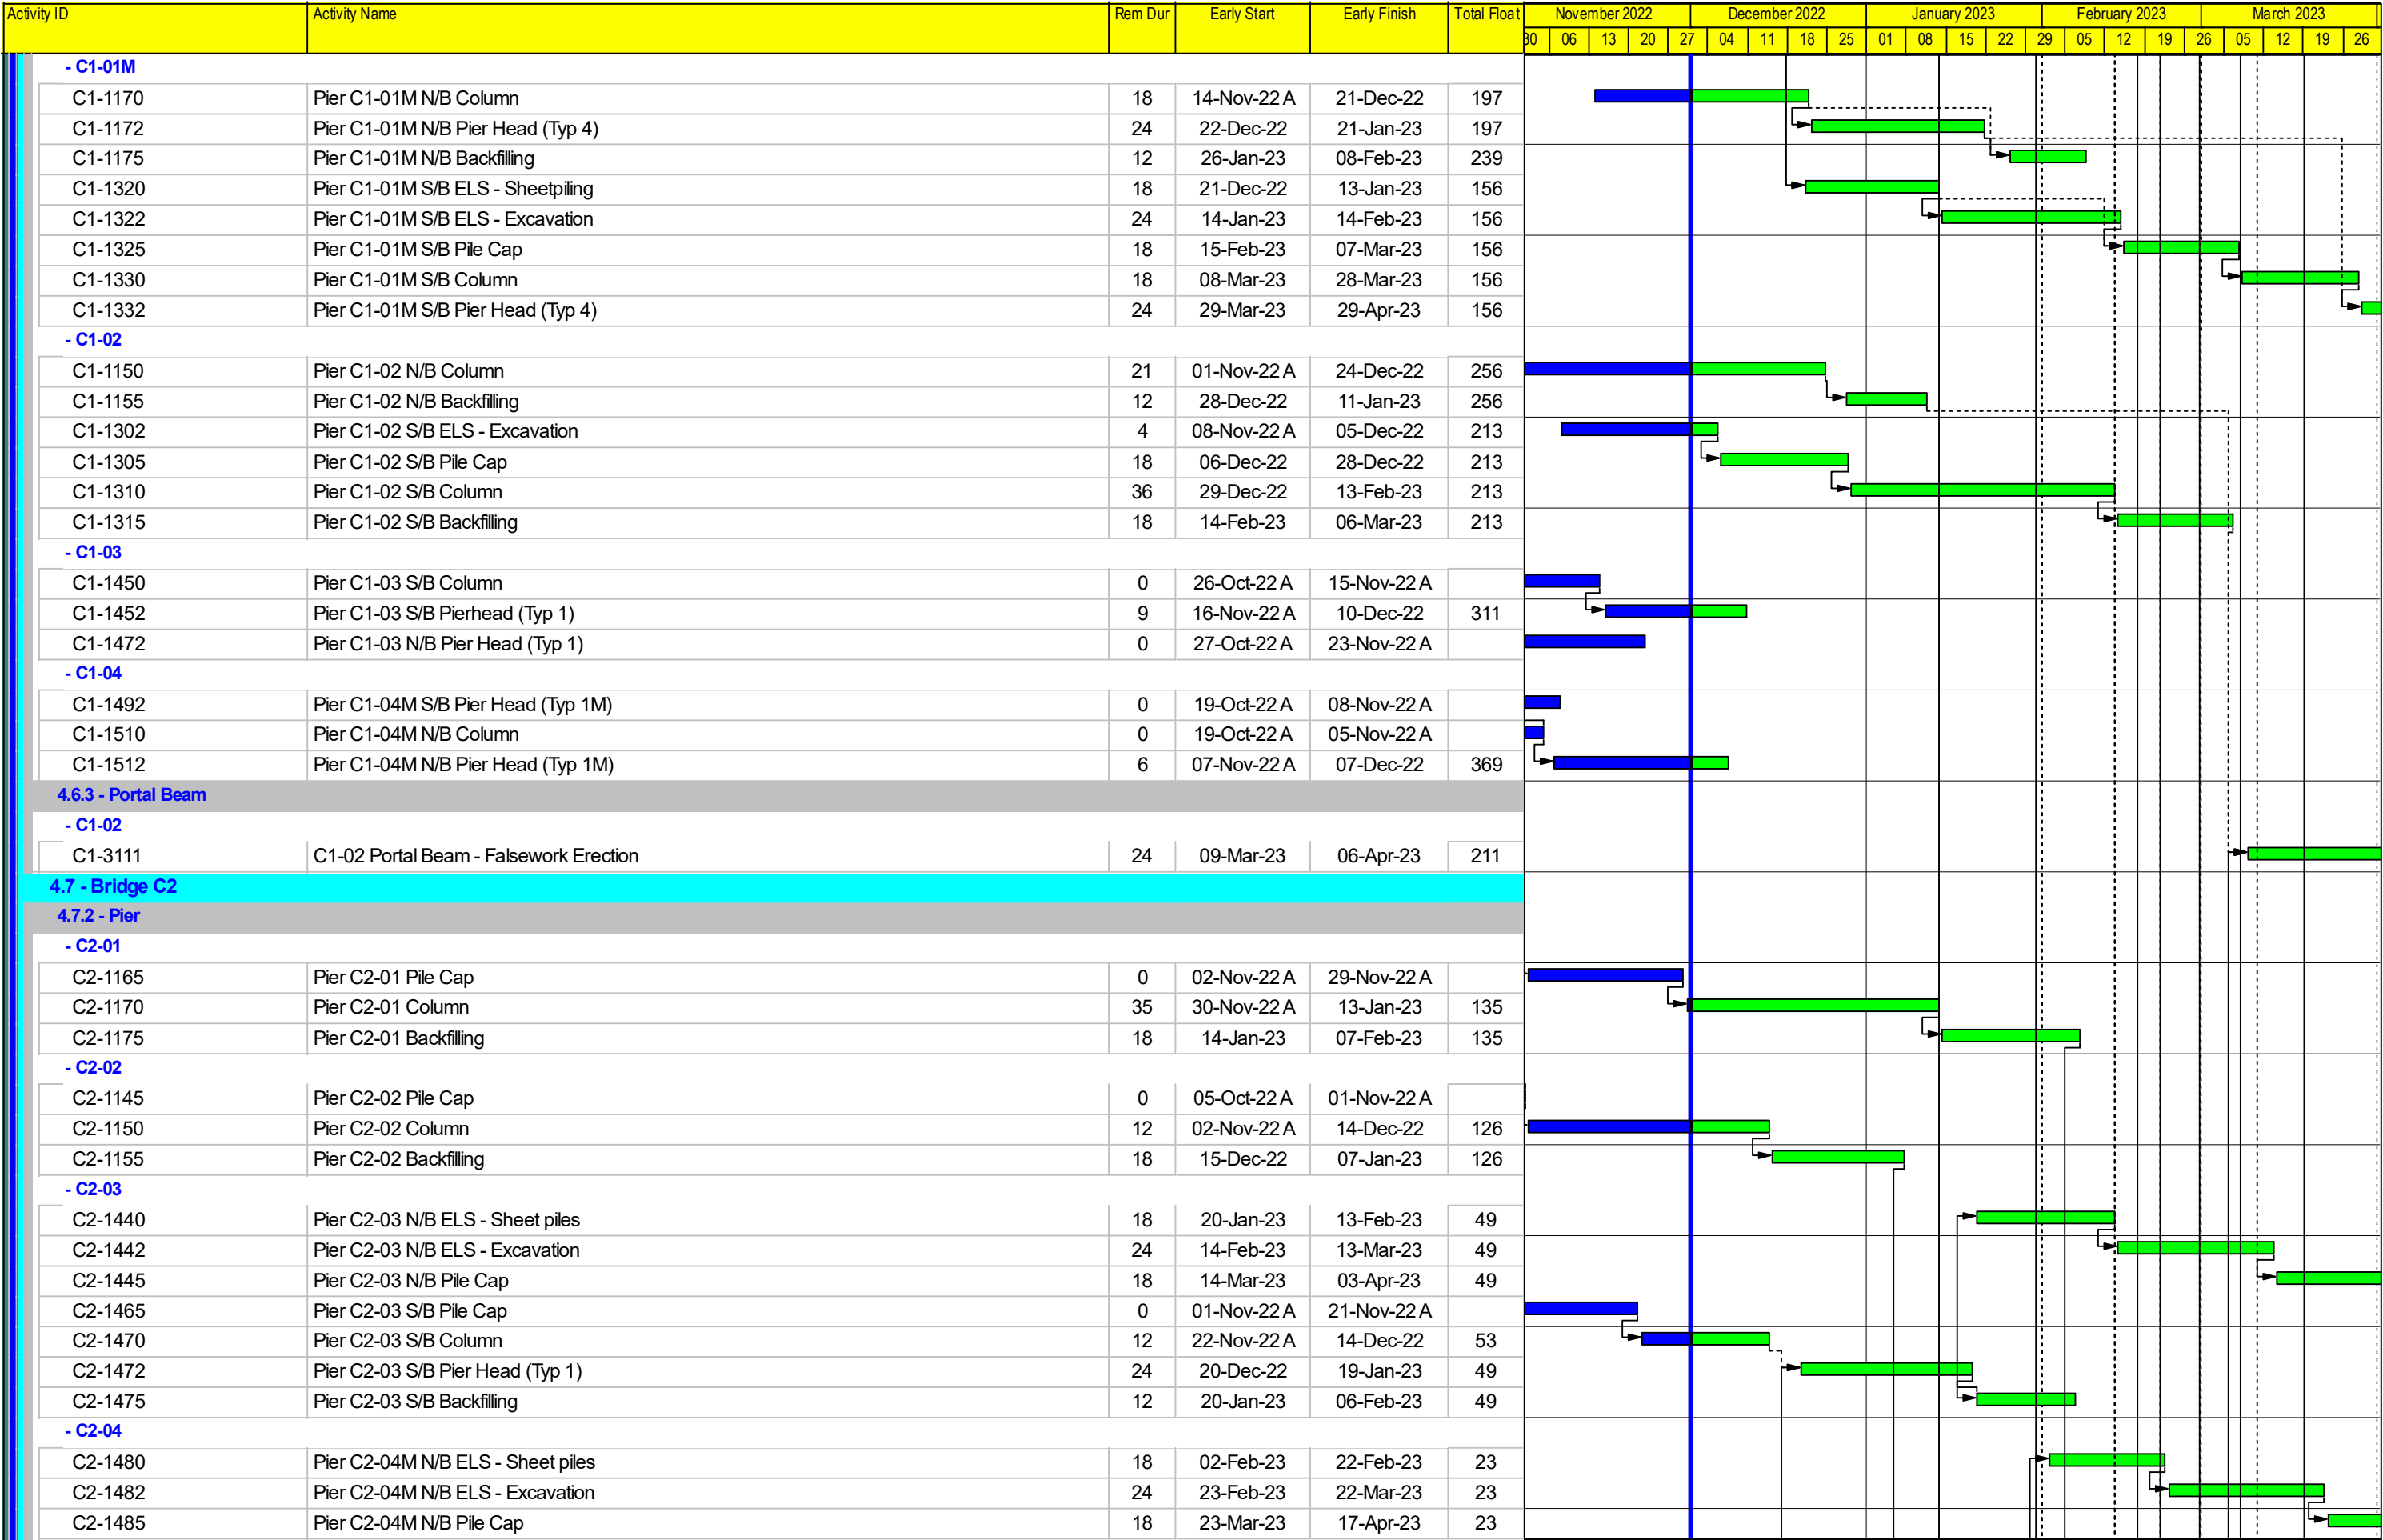 Activity ID Activity Name Rem Dur Early Start Early Finish Total Float November 2022 December 2022 January 2023 February 2023 March 2023
30 06 13 20 27 04 11 18 25 01 08 15 22 29 05 12 19 26 05 12 19 26
- C1-01M
C1-1170 Pier C1-01M N/B Column 18 14-Nov-22 A 21-Dec-22 197
C1-1172 Pier C1-01M N/B Pier Head (Typ 4) 24 22-Dec-22 21-Jan-23 197
C1-1175 Pier C1-01M N/B Backfilling 12 26-Jan-23 08-Feb-23 239
C1-1320 Pier C1-01M S/B ELS - Sheetpiling 18 21-Dec-22 13-Jan-23 156
C1-1322 Pier C1-01M S/B ELS - Excavation 24 14-Jan-23 14-Feb-23 156
C1-1325 Pier C1-01M S/B Pile Cap 18 15-Feb-23 07-Mar-23 156
C1-1330 Pier C1-01M S/B Column 18 08-Mar-23 28-Mar-23 156
C1-1332 Pier C1-01M S/B Pier Head (Typ 4) 24 29-Mar-23 29-Apr-23 156
- C1-02
C1-1150 Pier C1-02 N/B Column 21 01-Nov-22 A 24-Dec-22 256
C1-1155 Pier C1-02 N/B Backfilling 12 28-Dec-22 11-Jan-23 256
C1-1302 Pier C1-02 S/B ELS - Excavation 4 08-Nov-22 A 05-Dec-22 213
C1-1305 Pier C1-02 S/B Pile Cap 18 06-Dec-22 28-Dec-22 213
C1-1310 Pier C1-02 S/B Column 36 29-Dec-22 13-Feb-23 213
C1-1315 Pier C1-02 S/B Backfilling 18 14-Feb-23 06-Mar-23 213
- C1-03
C1-1450 Pier C1-03 S/B Column 0 26-Oct-22 A 15-Nov-22 A
C1-1452 Pier C1-03 S/B Pierhead (Typ 1) 9 16-Nov-22 A 10-Dec-22 311
C1-1472 Pier C1-03 N/B Pier Head (Typ 1) 0 27-Oct-22 A 23-Nov-22 A
- C1-04
C1-1492 Pier C1-04M S/B Pier Head (Typ 1M) 0 19-Oct-22 A 08-Nov-22 A
C1-1510 Pier C1-04M N/B Column 0 19-Oct-22 A 05-Nov-22 A
C1-1512 Pier C1-04M N/B Pier Head (Typ 1M) 6 07-Nov-22 A 07-Dec-22 369
4.6.3 - Portal Beam
- C1-02
C1-3111 C1-02 Portal Beam - Falsework Erection 24 09-Mar-23 06-Apr-23 211
4.7 - Bridge C2
4.7.2 - Pier
- C2-01
C2-1165 Pier C2-01 Pile Cap 0 02-Nov-22 A 29-Nov-22 A
C2-1170 Pier C2-01 Column 35 30-Nov-22 A 13-Jan-23 135
C2-1175 Pier C2-01 Backfilling 18 14-Jan-23 07-Feb-23 135
- C2-02
C2-1145 Pier C2-02 Pile Cap 0 05-Oct-22 A 01-Nov-22 A
C2-1150 Pier C2-02 Column 12 02-Nov-22 A 14-Dec-22 126
C2-1155 Pier C2-02 Backfilling 18 15-Dec-22 07-Jan-23 126
- C2-03
C2-1440 Pier C2-03 N/B ELS - Sheet piles 18 20-Jan-23 13-Feb-23 49
C2-1442 Pier C2-03 N/B ELS - Excavation 24 14-Feb-23 13-Mar-23 49
C2-1445 Pier C2-03 N/B Pile Cap 18 14-Mar-23 03-Apr-23 49
C2-1465 Pier C2-03 S/B Pile Cap 0 01-Nov-22 A 21-Nov-22 A
C2-1470 Pier C2-03 S/B Column 12 22-Nov-22 A 14-Dec-22 53
C2-1472 Pier C2-03 S/B Pier Head (Typ 1) 24 20-Dec-22 19-Jan-23 49
C2-1475 Pier C2-03 S/B Backfilling 12 20-Jan-23 06-Feb-23 49
- C2-04
C2-1480 Pier C2-04M N/B ELS - Sheet piles 18 02-Feb-23 22-Feb-23 23
C2-1482 Pier C2-04M N/B ELS - Excavation 24 23-Feb-23 22-Mar-23 23
C2-1485 Pier C2-04M N/B Pile Cap 18 23-Mar-23 17-Apr-23 23